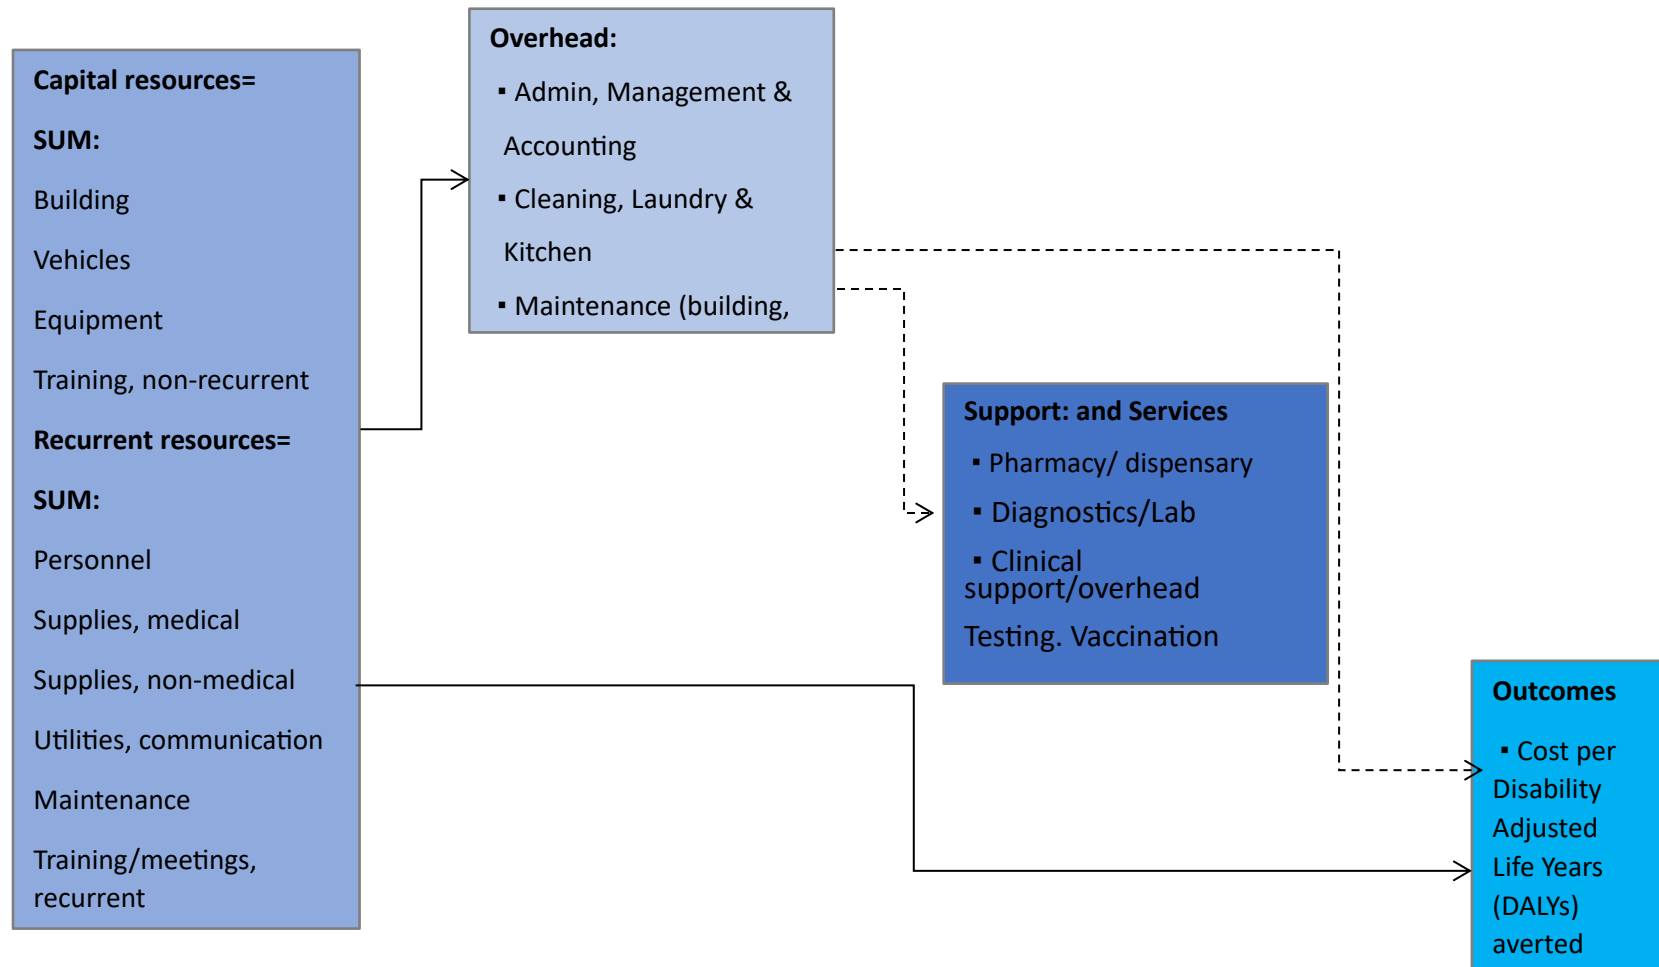 Capital resources=
SUM:
Building
Vehicles
Equipment
Training, non-recurrent
Recurrent resources=
SUM:
Personnel
Supplies, medical
Supplies, non-medical
Utilities, communication
Maintenance
Training/meetings,
recurrent
Overhead:
▪ Admin, Management &
Accounting
▪ Cleaning, Laundry &
Kitchen
▪ Maintenance (building,
Support: and Services
▪ Pharmacy/ dispensary
▪ Diagnostics/Lab
▪ Clinical
support/overhead
Testing. Vaccination
Outcomes
▪ Cost per
Disability
Adjusted
Life Years
(DALYs)
averted